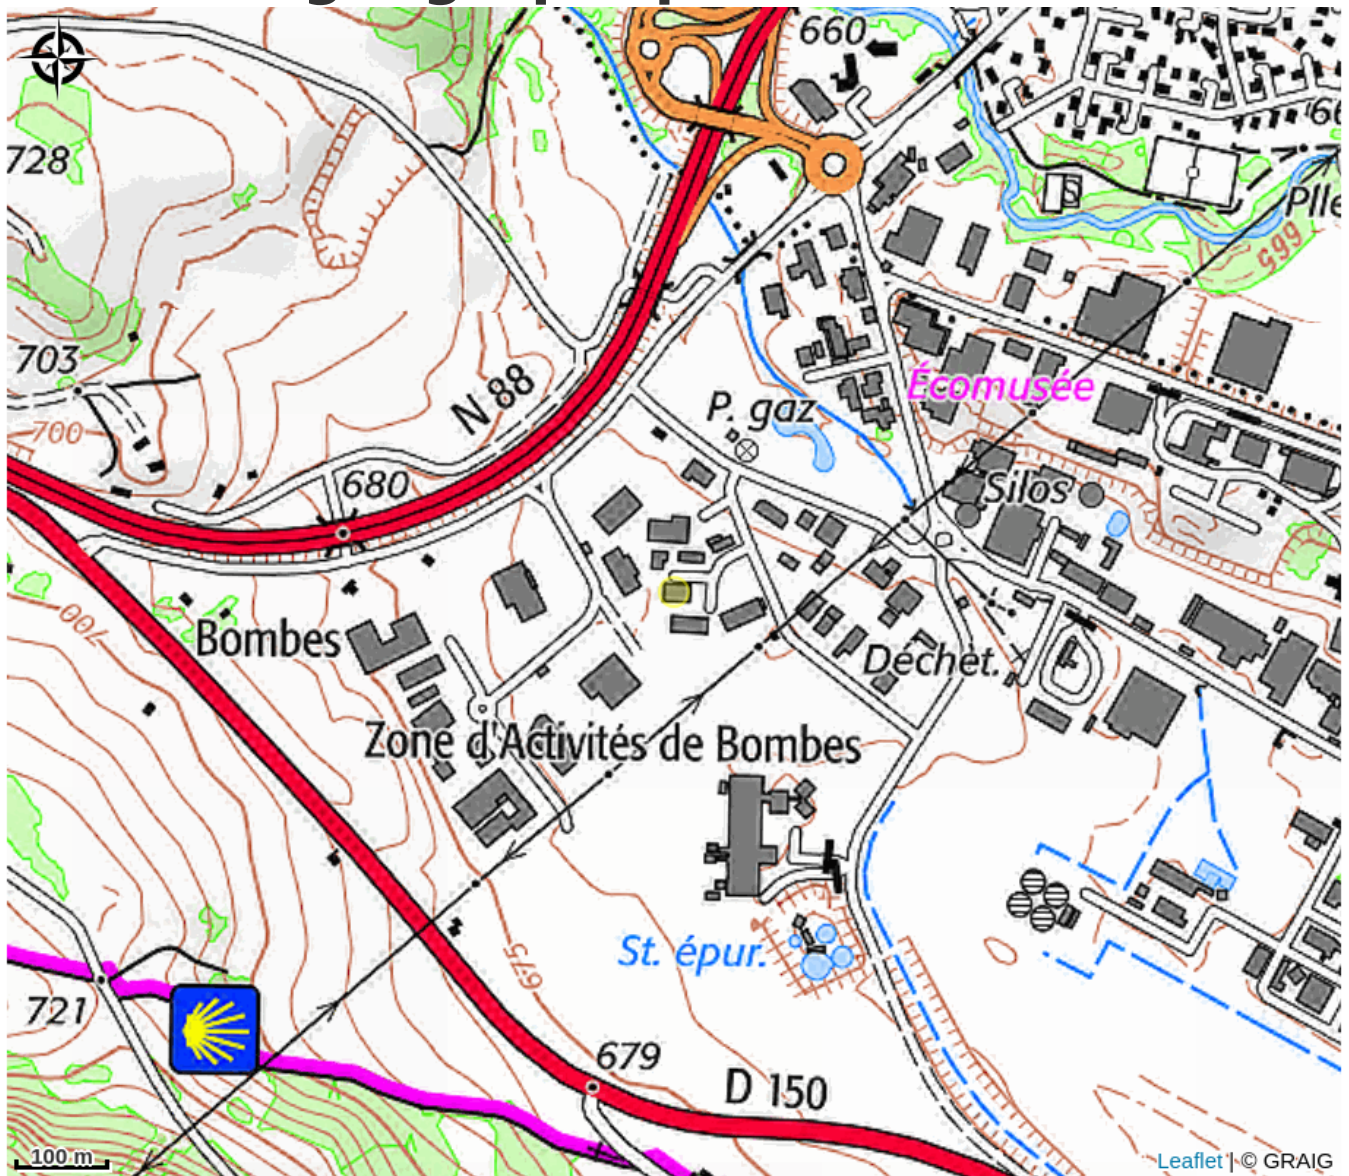 660
728
Plle
665
703
Écomusée
N 88
P. gaz
700
680
Silos
700
Bombes
Déchet.
Zone d'Activités de Bombes
St. épur.
675
721
679
D 150
100 m
Leaflet | © GRAIG